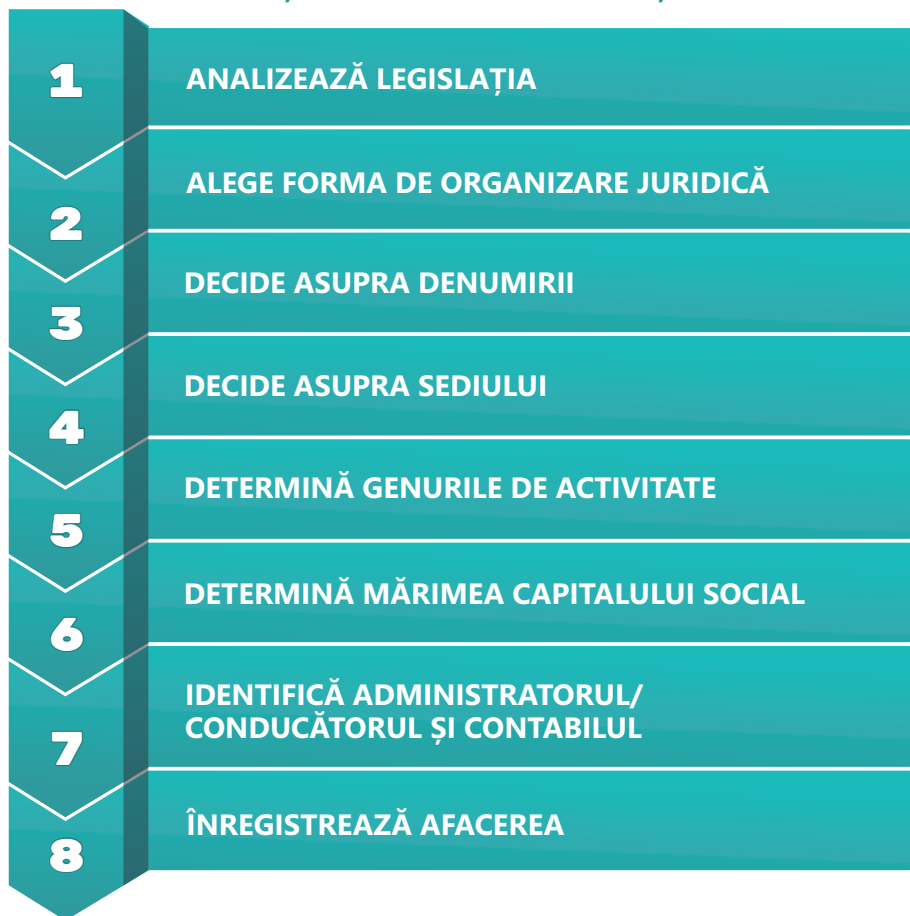 1
ANALIZEAZĂ LEGISLAȚIA
2
ALEGE FORMA DE ORGANIZARE JURIDICĂ
3
DECIDE ASUPRA DENUMIRII
4
DECIDE ASUPRA SEDIULUI
5
DETERMINĂ GENURILE DE ACTIVITATE
6
DETERMINĂ MĂRIMEA CAPITALULUI SOCIAL
7
IDENTIFICĂ ADMINISTRATORUL/
CONDUCĂTORUL ȘI CONTABILUL
8
ÎNREGISTREAZĂ AFACEREA